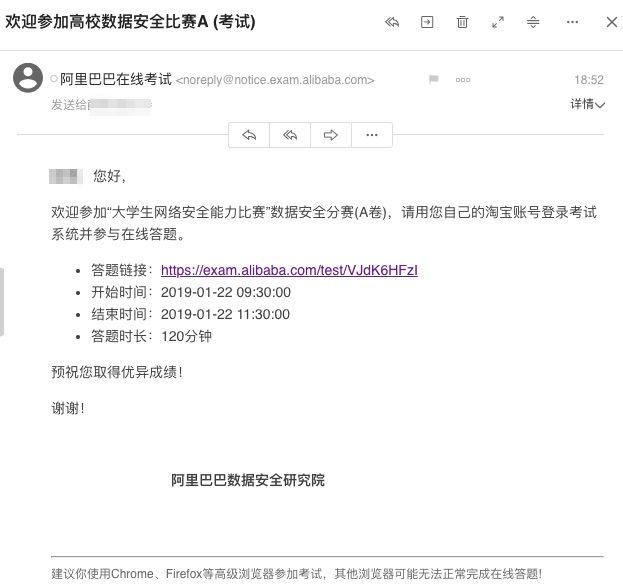 欢迎参加高校数据安全比赛A (考试)
阿里巴巴在线考试 <noreply@notice.exam.alibaba.com>
18:52
发送给
详情
您好，
欢迎参加“大学生网络安全能力比赛”数据安全分赛(A卷)，请用您自己的淘宝账号登录考试
系统并参与在线答题。
• 答题链接：https://exam.alibaba.com/test/VJdK6HFzI
• 开始时间：2019-01-22 09:30:00
• 结束时间：2019-01-22 11:30:00
• 答题时长：120分钟
预祝您取得优异成绩！
谢谢！
阿里巴巴数据安全研究院
建议你使用Chrome、Firefox等高级浏览器参加考试，其他浏览器可能无法正常完成在线答题!